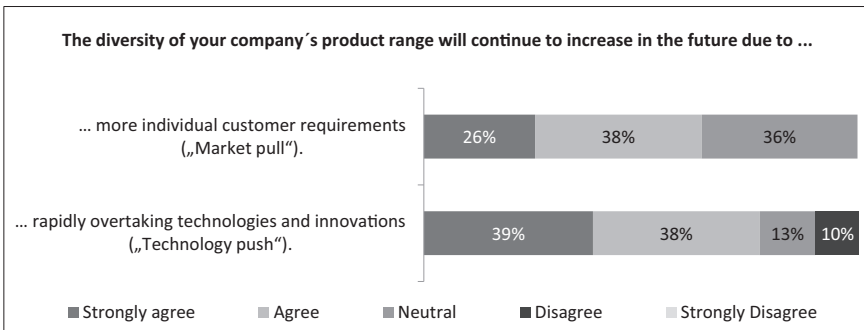 The diversity of your company´s product range will continue to increase in the future due to ...
... more individual customer requirements
(„Market pull“).
26% 38% 36%
... rapidly overtaking technologies and innovations
(„Technology push“).
39% 38% 13% 10%
Strongly agree Agree Neutral Disagree Strongly Disagree